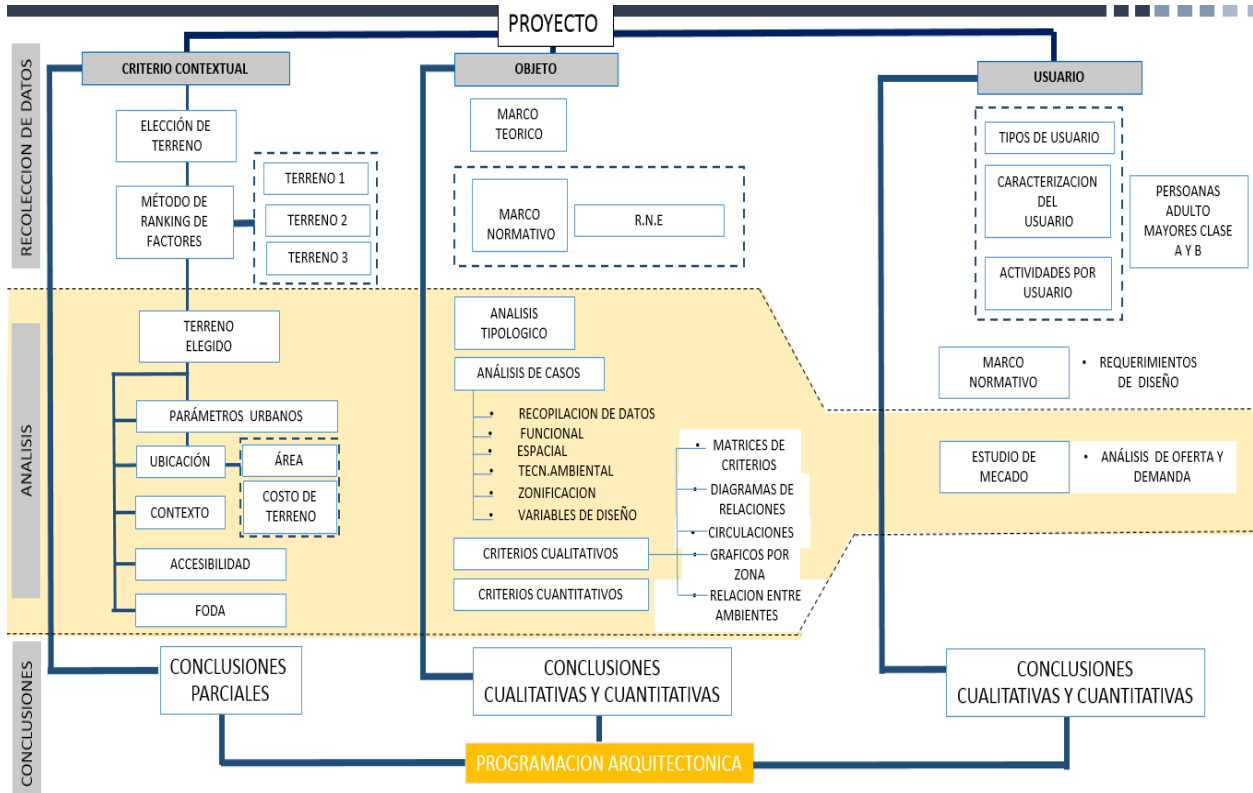 PROYECTO
RECOLECCION DE DATOS
CRITERIO CONTEXTUAL
ELECCIÓN DE
TERRENO
MÉTODO DE
RANKING DE
FACTORES
TERRENO 1
TERRENO 2
TERRENO 3
OBJETO
MARCO
TEORICO
MARCO
NORMATIVO
R.N.E
USUARIO
TIPOS DE USUARIO
CARACTERIZACION
DEL
USUARIO
ACTIVIDADES POR
USUARIO
PERSOANAS
ADULTO
MAYORES CLASE
A Y B
ANALISIS
TERRENO
ELEGIDO
PARÁMETROS URBANOS
UBICACIÓN
ÁREA
COSTO DE
TERRENO
CONTEXTO
ACCESIBILIDAD
FODA
ANALISIS
TIPOLOGICO
ANÁLISIS DE CASOS
• RECOPILACION DE DATOS
• FUNCIONAL
• ESPACIAL
• TECN.AMBIENTAL
• ZONIFICACION
• VARIABLES DE DISEÑO
CRITERIOS CUALITATIVOS
CRITERIOS CUANTITATIVOS
• MATRICES DE
CRITERIOS
• DIAGRAMAS DE
RELACIONES
• CIRCULACIONES
• GRAFICOS POR
ZONA
• RELACION ENTRE
AMBIENTES
MARCO
NORMATIVO
• REQUERIMIENTOS
DE DISEÑO
ESTUDIO DE
MECADO
• ANÁLISIS DE OFERTA Y
DEMANDA
CONCLUSIONES
CONCLUSIONES
PARCIALES
CONCLUSIONES
CUALITATIVAS Y CUANTITATIVAS
CONCLUSIONES
CUALITATIVAS Y CUANTITATIVAS
PROGRAMACION ARQUITECTONICA